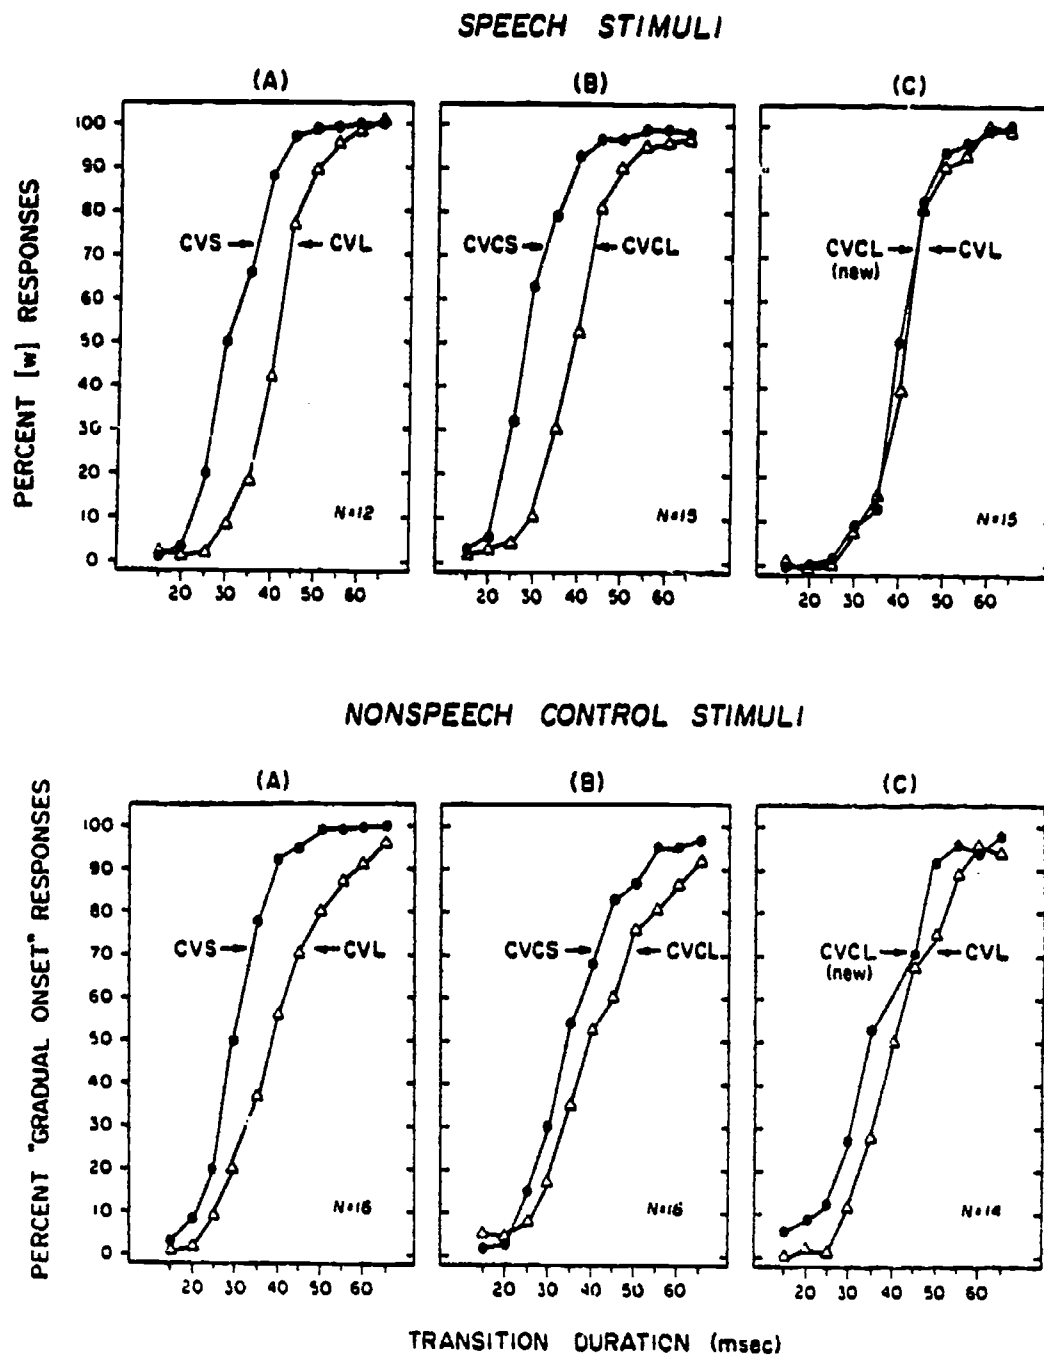 SPEECH STIMULI
(A) (B) (C)
PERCENT [w] RESPONSES
100
90
80
70
60
50
40
30
20
10
0
CVS CVL
CVCS CVCL
CVCL (new) CVL
N=12
N=15
N=15
20 30 40 50 60
20 30 40 50 60
20 30 40 50 60
NONSPEECH CONTROL STIMULI
(A) (B) (C)
PERCENT "GRADUAL ONSET" RESPONSES
100
90
80
70
60
50
40
30
20
10
0
CVS CVL
CVCS CVCL
CVCL (new) CVL
N=16
N=16
N=14
20 30 40 50 60
20 30 40 50 60
20 30 40 50 60
TRANSITION DURATION (msec)